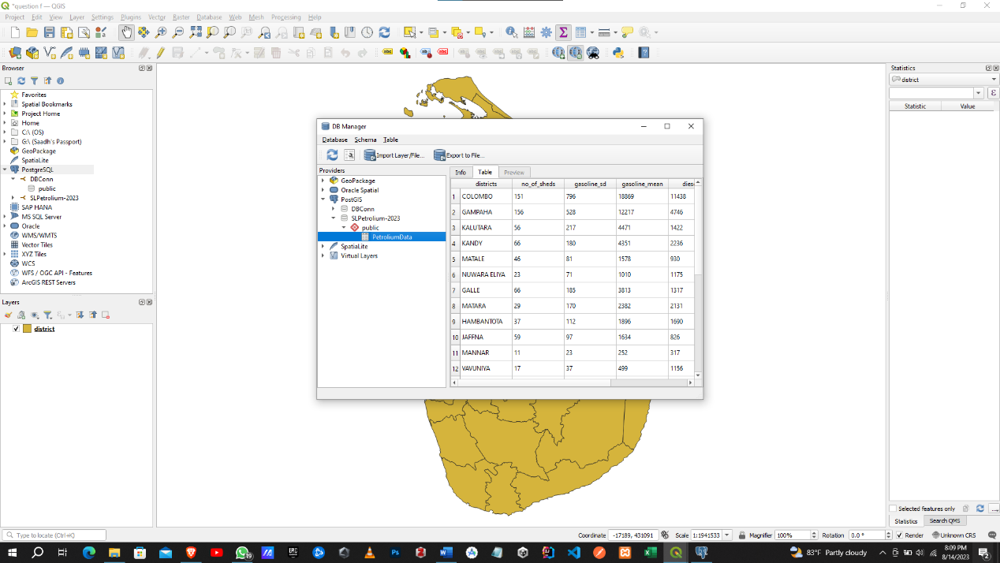 *question f — QGIS
Project Edit View Layer Settings Plugins Vector Raster Database Web Mesh Processing Help
Browser
Favorites
Spatial Bookmarks
Project Home
Home
C:\ (OS)
G:\ (Saadh's Passport)
GeoPackage
SpatiaLite
PostgreSQL
DBConn
public
SLPetrolium-2023
SAP HANA
MS SQL Server
Oracle
WMS/WMTS
Vector Tiles
XYZ Tiles
WCS
WFS / OGC API - Features
ArcGIS REST Servers
Layers
district
DB Manager
Database Schema Table
Import Layer/File... Export to File...
Providers
GeoPackage
Oracle Spatial
PostGIS
DBConn
SLPetrolium-2023
public
PetroliumData
SpatiaLite
Virtual Layers
Info Table Preview
districts no_of_sheds gasoline_sd gasoline_mean dies
1 COLOMBO 151 796 18869 11438
2 GAMPAHA 156 528 12217 4746
3 KALUTARA 56 217 4471 1422
4 KANDY 66 180 4351 2236
5 MATALE 46 81 1578 930
6 NUWARA ELIYA 23 71 1010 1175
7 GALLE 66 185 3813 1317
8 MATARA 29 170 2382 2131
9 HAMBANTOTA 37 112 1896 1690
10 JAFFNA 59 97 1634 826
11 MANNAR 11 23 252 317
12 VAVUNIYA 17 37 499 1156
Statistics
district
Statistic Value
Selected features only
Statistics Search QMS
Type to locate (Ctrl+K)
Coordinate -17189, 431091 Scale 1:1941533 Magnifier 100% Rotation 0.0 ° Render Unknown CRS
83°F Partly cloudy
8:09 PM
8/14/2023